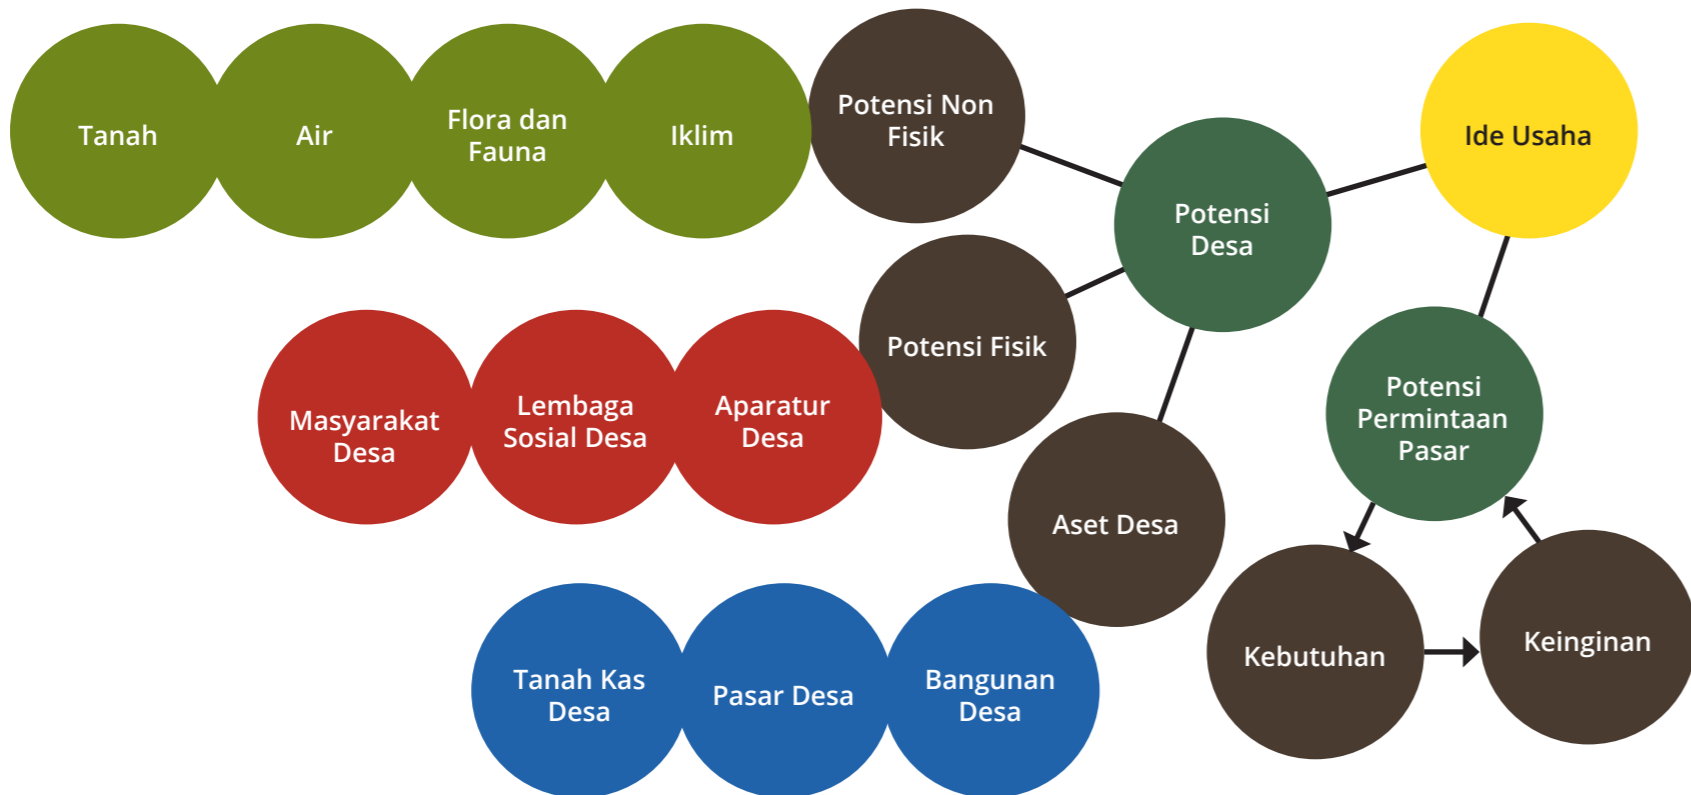 Tanah
Air
Flora dan
Fauna
Iklim
Potensi Non
Fisik
Potensi
Desa
Ide Usaha
Potensi Fisik
Masyarakat
Desa
Lembaga
Sosial Desa
Aparatur
Desa
Aset Desa
Potensi
Permintaan
Pasar
Tanah Kas
Desa
Pasar Desa
Bangunan
Desa
Kebutuhan
Keinginan